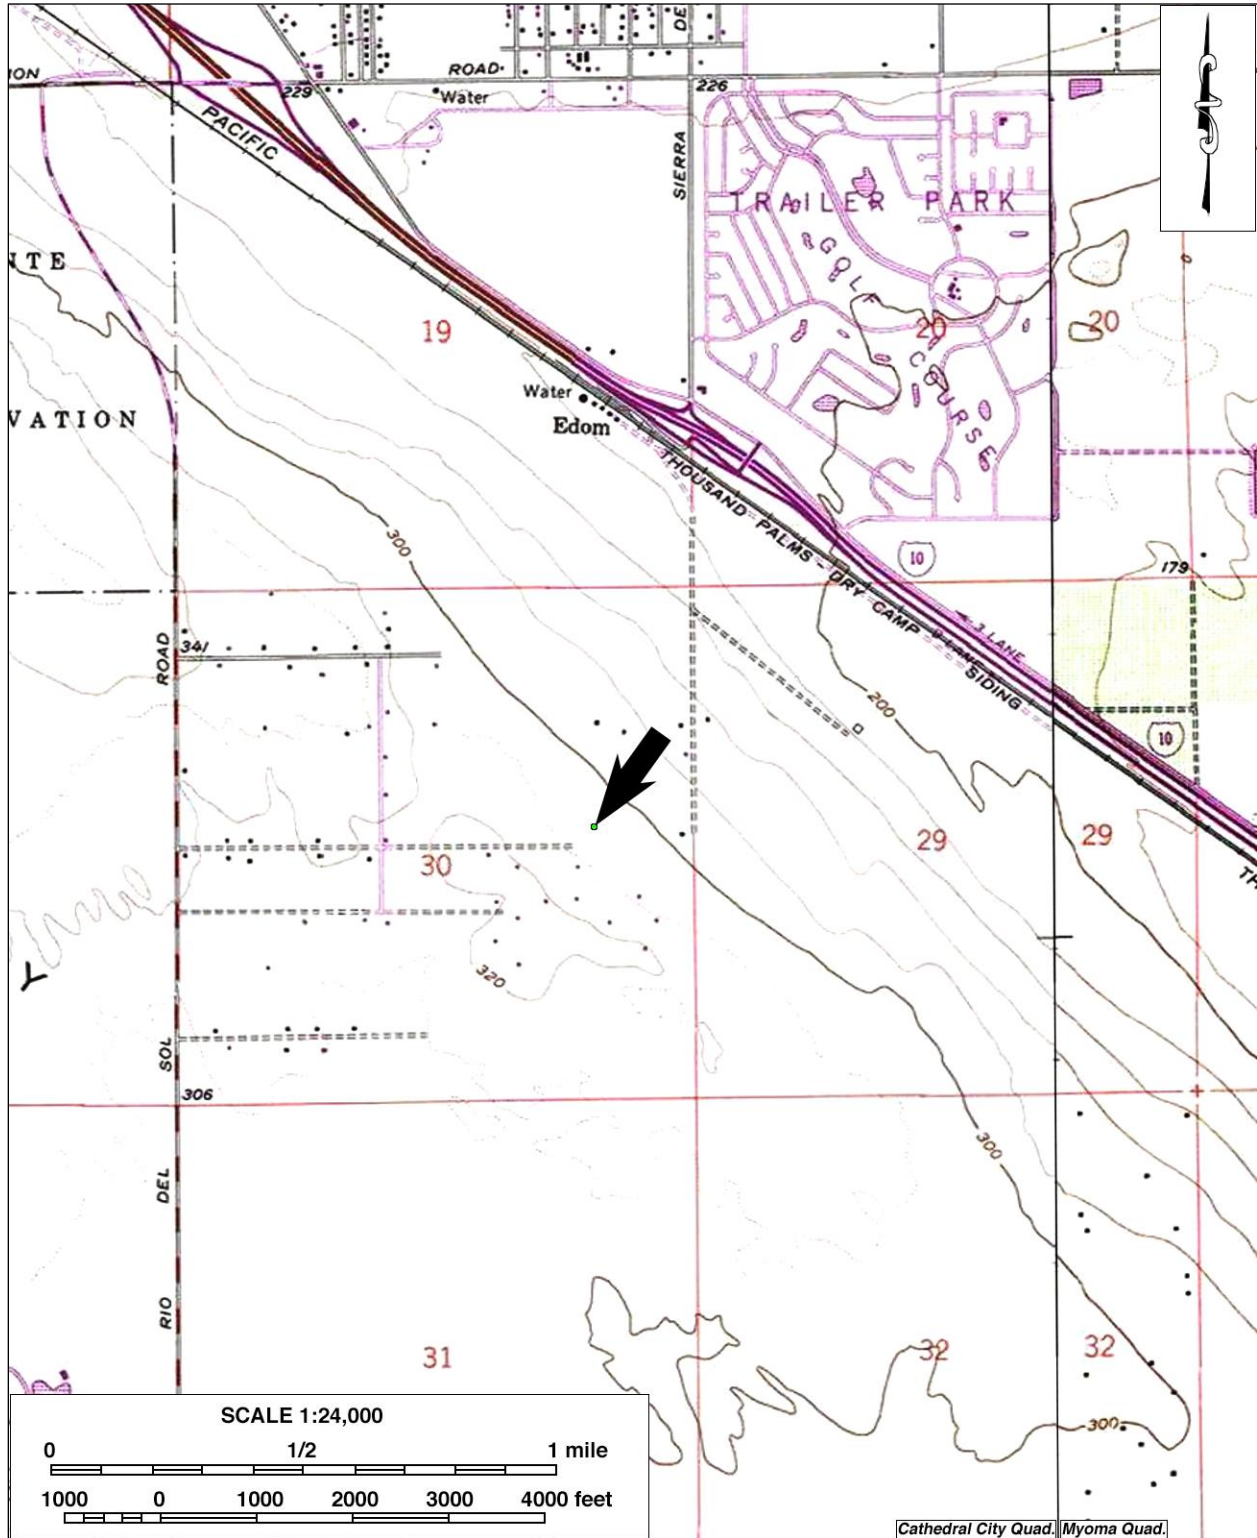 ION
ROAD
DE
229
Water
226
PACIFIC
SIERRA
TRAILER PARK
GOLF
COURSE
NTE
19
20
20
VATION
Water
Edom
THOUSAND PALMS - DRY CAMP
SIDING
10
300
179
3 LANE
LANE
341
ROAD
200
10
30
29
29
320
SOL
306
DEL
300
RIO
31
32
32
300
SCALE 1:24,000
0 1/2 1 mile
1000 0 1000 2000 3000 4000 feet
Cathedral City Quad. Myoma Quad.